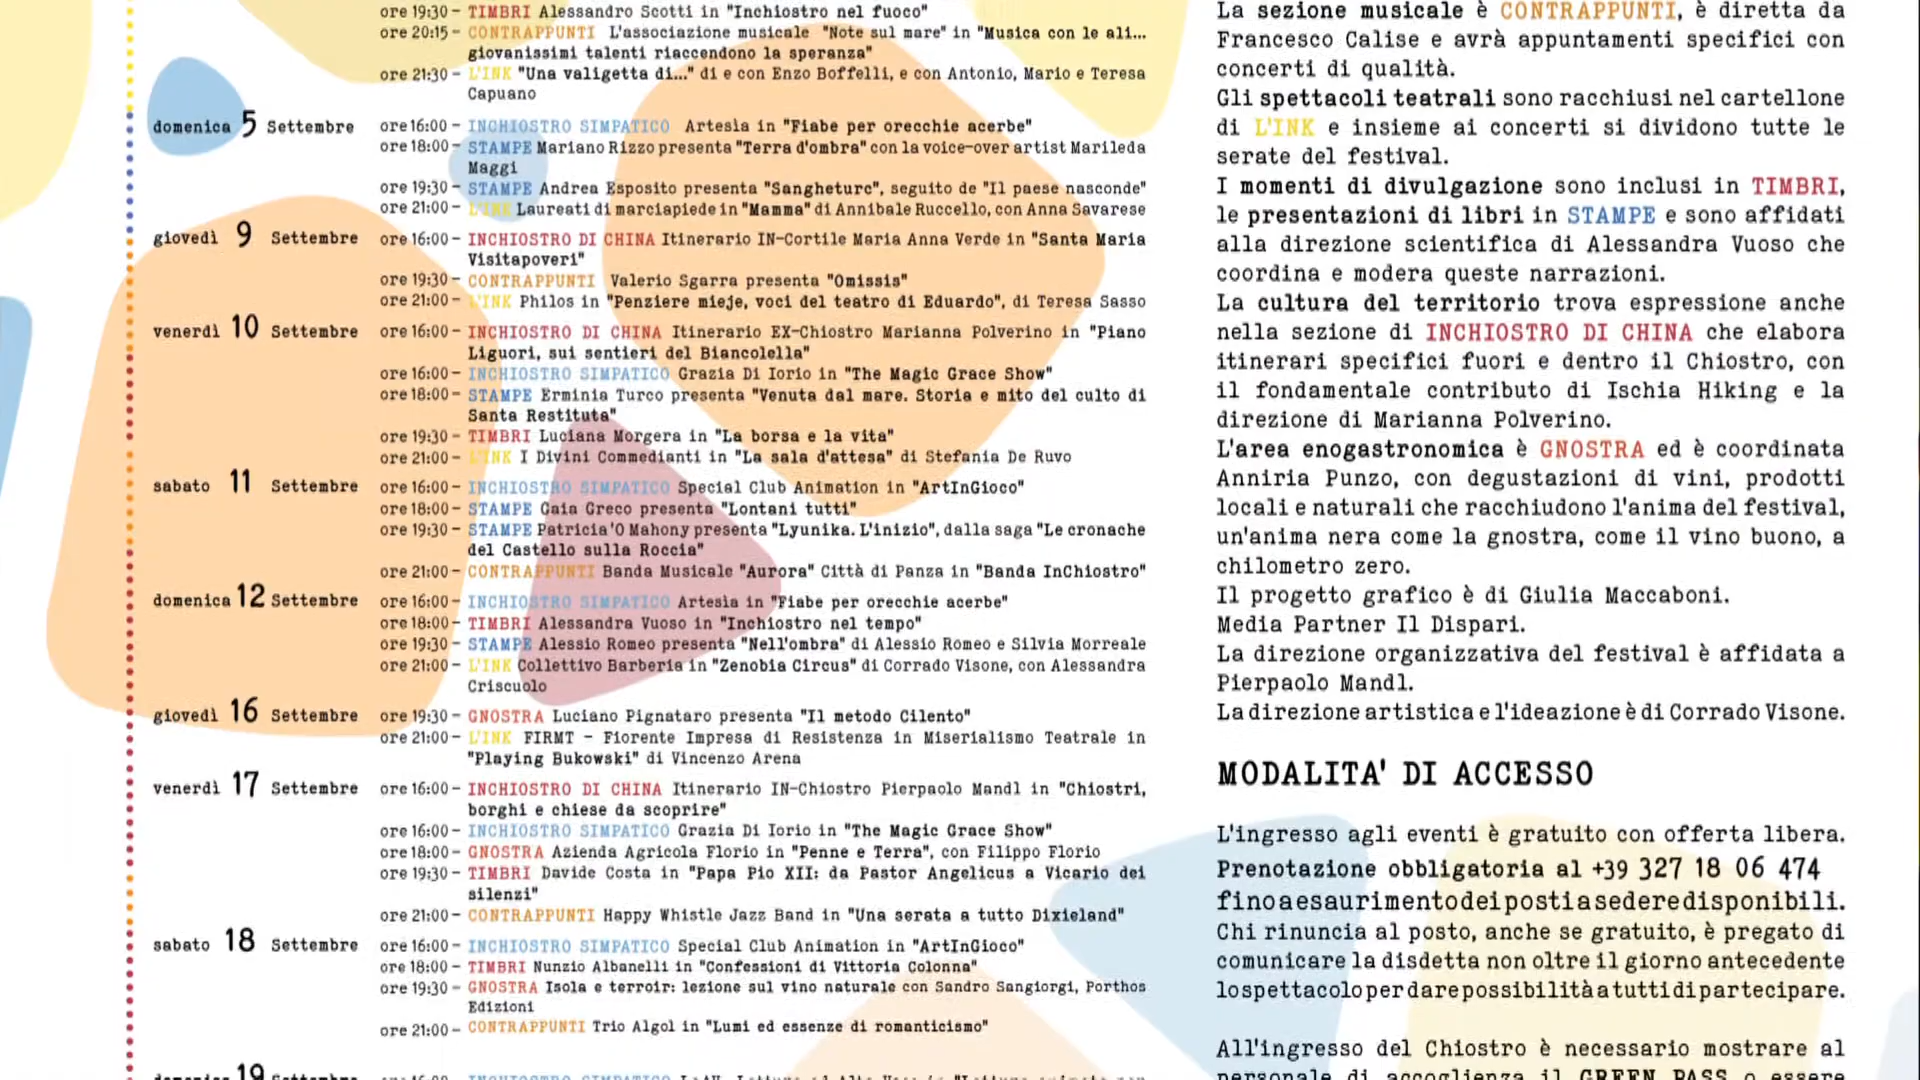 ore 19:30 - TIMBRI Alessandro Scotti in "Inchiostro nel fuoco"
ore 20:15 - CONTRAPPUNTI L'associazione musicale "Note sul mare" in "Musica con le ali...
giovanissimi talenti riaccendono la speranza"
ore 21:30 - L'INK "Una valigetta di..." di e con Enzo Boffelli, e con Antonio, Mario e Teresa
Capuano
domenica 5 Settembre ore 16:00 - INCHIOSTRO SIMPATICO Artesia in "Fiabe per orecchie acerbe"
ore 18:00 - STAMPE Mariano Rizzo presenta "Terra d'ombra" con la voice-over artist Marileda
Maggi
ore 19:30 - STAMPE Andrea Esposito presenta "Sangheture", seguito de "Il paese nasconde"
ore 21:00 - L'INK Laureati di marciapiede in "Mamma" di Annibale Ruccello, con Anna Savarese
giovedì 9 Settembre ore 16:00 - INCHIOSTRO DI CHINA Itinerario IN-Cortile Maria Anna Verde in "Santa Maria
Visitapoveri"
ore 19:30 - CONTRAPPUNTI Valerio Sgarra presenta "Omissis"
ore 21:00 - L'INK Philos in "Penziere mieje, voci del teatro di Eduardo", di Teresa Sasso
venerdì 10 Settembre ore 16:00 - INCHIOSTRO DI CHINA Itinerario EX-Chiostro Marianna Polverino in "Piano
Liguori, sui sentieri del Biancolella"
ore 16:00 - INCHIOSTRO SIMPATICO Grazia Di Iorio in "The Magic Grace Show"
ore 18:00 - STAMPE Erminia Turco presenta "Venuta dal mare. Storia e mito del culto di
Santa Restituta"
ore 19:30 - TIMBRI Luciana Morgera in "La borsa e la vita"
ore 21:00 - L'INK I Divini Commedianti in "La sala d'attesa" di Stefania De Ruvo
sabato 11 Settembre ore 16:00 - INCHIOSTRO SIMPATICO Special Club Animation in "ArtInGioco"
ore 18:00 - STAMPE Gaia Greco presenta "Lontani tutti"
ore 19:30 - STAMPE Patricia 'O Mahony presenta "Lyunika. L'inizio", dalla saga "Le cronache
del Castello sulla Roccia"
ore 21:00 - CONTRAPPUNTI Banda Musicale "Aurora" Città di Panza in "Banda InChiostro"
domenica 12 Settembre ore 16:00 - INCHIOSTRO SIMPATICO Artesia in "Fiabe per orecchie acerbe"
ore 18:00 - TIMBRI Alessandra Vuoso in "Inchiostro nel tempo"
ore 19:30 - STAMPE Alessio Romeo presenta "Nell'ombra" di Alessio Romeo e Silvia Morreale
ore 21:00 - L'INK Collettivo Barberia in "Zenobia Circus" di Corrado Visone, con Alessandra
Criscuolo
giovedì 16 Settembre ore 19:30 - GNOSTRA Luciano Pignataro presenta "Il metodo Cilento"
ore 21:00 - L'INK FIRMT - Fiorente Impresa di Resistenza in Miserialismo Teatrale in
"Playing Bukowski" di Vincenzo Arena
venerdì 17 Settembre ore 16:00 - INCHIOSTRO DI CHINA Itinerario IN-Chiostro Pierpaolo Mandl in "Chiostri,
borghi e chiese da scoprire"
ore 16:00 - INCHIOSTRO SIMPATICO Grazia Di Iorio in "The Magic Grace Show"
ore 18:00 - GNOSTRA Azienda Agricola Florio in "Penne e Terra", con Filippo Florio
ore 19:30 - TIMBRI Davide Costa in "Papa Pio XII: da Pastor Angelicus a Vicario dei
silenzi"
ore 21:00 - CONTRAPPUNTI Happy Whistle Jazz Band in "Una serata a tutto Dixieland"
sabato 18 Settembre ore 16:00 - INCHIOSTRO SIMPATICO Special Club Animation in "ArtInGioco"
ore 18:00 - TIMBRI Nunzio Albanelli in "Confessioni di Vittoria Colonna"
ore 19:30 - GNOSTRA Isola e terroir: lezione sul vino naturale con Sandro Sangiorgi, Porthos
Edizioni
ore 21:00 - CONTRAPPUNTI Trio Algol in "Lumi ed essenze di romanticismo"
domenica 19
La sezione musicale è CONTRAPPUNTI, è diretta da
Francesco Calise e avrà appuntamenti specifici con
concerti di qualità.
Gli spettacoli teatrali sono racchiusi nel cartellone
di L'INK e insieme ai concerti si dividono tutte le
serate del festival.
I momenti di divulgazione sono inclusi in TIMBRI,
le presentazioni di libri in STAMPE e sono affidati
alla direzione scientifica di Alessandra Vuoso che
coordina e modera queste narrazioni.
La cultura del territorio trova espressione anche
nella sezione di INCHIOSTRO DI CHINA che elabora
itinerari specifici fuori e dentro il Chiostro, con
il fondamentale contributo di Ischia Hiking e la
direzione di Marianna Polverino.
L'area enogastronomica è GNOSTRA ed è coordinata
Anniria Punzo, con degustazioni di vini, prodotti
locali e naturali che racchiudono l'anima del festival,
un'anima nera come la gnostra, come il vino buono, a
chilometro zero.
Il progetto grafico è di Giulia Maccaboni.
Media Partner Il Dispari.
La direzione organizzativa del festival è affidata a
Pierpaolo Mandl.
La direzione artistica e l'ideazione è di Corrado Visone.
MODALITA' DI ACCESSO
L'ingresso agli eventi è gratuito con offerta libera.
Prenotazione obbligatoria al +39 327 18 06 474
fino a esaurimento dei posti a sedere disponibili.
Chi rinuncia al posto, anche se gratuito, è pregato di
comunicare la disdetta non oltre il giorno antecedente
lo spettacolo per dare possibilità a tutti di partecipare.
All'ingresso del Chiostro è necessario mostrare al
personale di accoglienza il GREEN PASS o essere